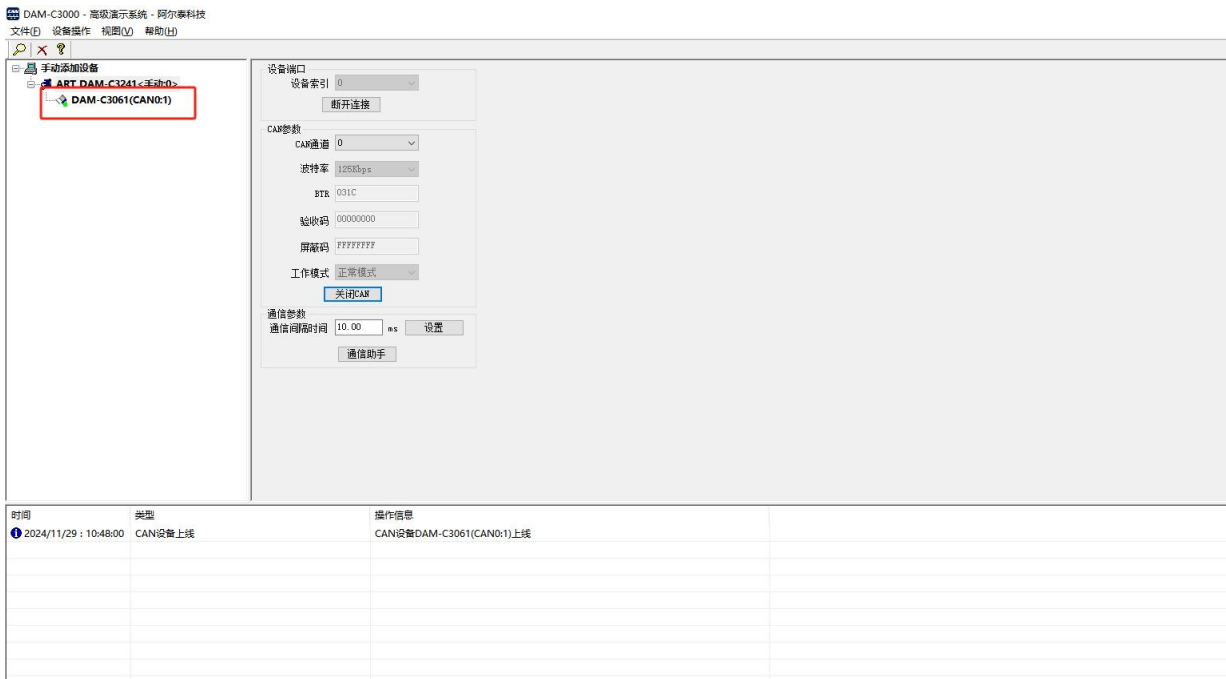 DAM-C3000 - 高级演示系统 - 阿尔泰科技
文件(F) 设备操作 视图(V) 帮助(H)
手动添加设备
ART DAM-C3241<手动:0>
DAM-C3061(CAN0:1)
设备端口
设备索引 0
断开连接
CAN参数
CAN通道 0
波特率 125Kbps
BTR 031C
验收码 00000000
屏蔽码 FFFFFFFF
工作模式 正常模式
关闭CAN
通信参数
通信间隔时间 10.00 ms 设置
通信助手
时间 类型 操作信息
2024/11/29 : 10:48:00 CAN设备上线 CAN设备DAM-C3061(CAN0:1)上线